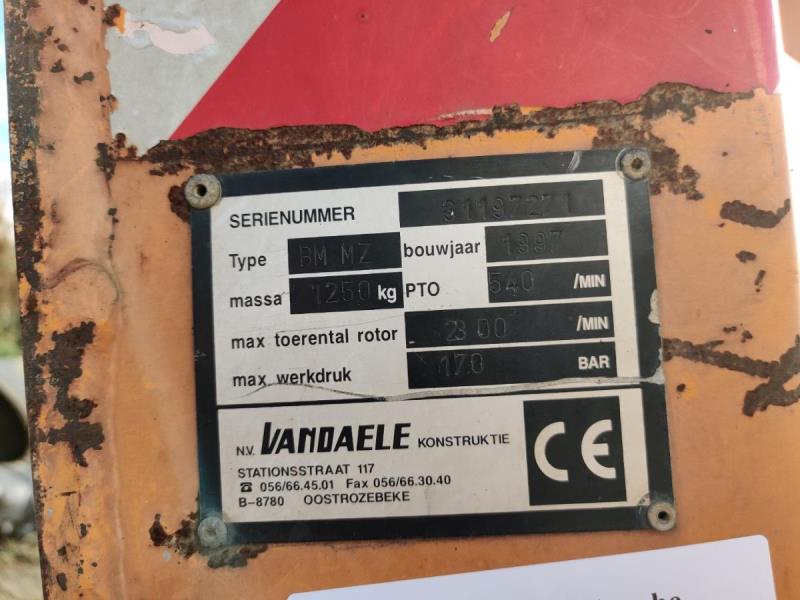 SERIENUMMER 31197271
Type BM MZ bouwjaar 1997
massa 1250 kg PTO 540 /MIN
max toerental rotor 2300 /MIN
max werkdruk 170 BAR
N.V. VANDAELE KONSTRUKTIE
STATIONSSTRAAT 117
☎ 056/66.45.01 Fax 056/66.30.40
B-8780 OOSTROZEBEKE
CE